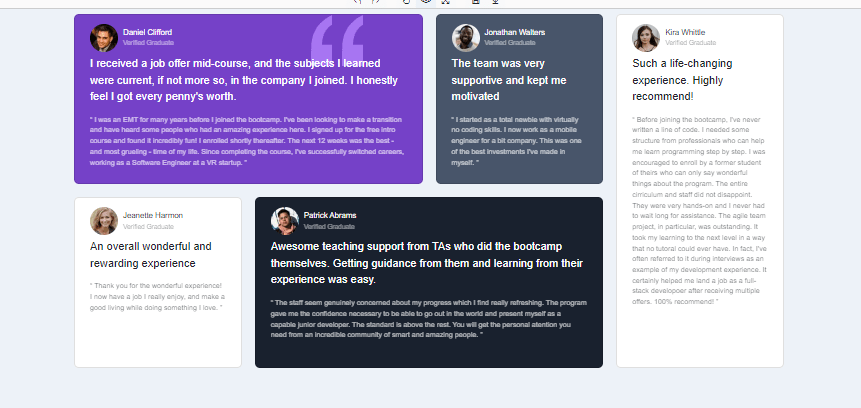 Daniel Clifford
Verified Graduate
I received a job offer mid-course, and the subjects I learned
were current, if not more so, in the company I joined. I honestly
feel I got every penny's worth.
" I was an EMT for many years before I joined the bootcamp. I've been looking to make a transition
and have heard some people who had an amazing experience here. I signed up for the free intro
course and found it incredibly fun! I enrolled shortly thereafter. The next 12 weeks was the best -
and most grueling - time of my life. Since completing the course, I've successfully switched careers,
working as a Software Engineer at a VR startup. "
Jonathan Walters
Verified Graduate
The team was very
supportive and kept me
motivated
" I started as a total newbie with virtually
no coding skills. I now work as a mobile
engineer for a bit company. This was one
of the best investments I've made in
myself. "
Kira Whittle
Verified Graduate
Such a life-changing
experience. Highly
recommend!
" Before joining the bootcamp, I've never
written a line of code. I needed some
structure from professionals who can help
me learn programming step by step. I was
encouraged to enroll by a former student
of theirs who can only say wonderful
things about the program. The entire
cirriculum and staff did not disappoint.
They were very hands-on and I never had
to wait long for assistance. The agile team
project, in particular, was outstanding. It
took my learning to the next level in a way
that no tutoral could ever have. In fact, I've
often referred to it during interviews as an
example of my development experience. It
certainly helped me land a job as a full-
stack developoer after receiving multiple
offers. 100% recommend! "
Jeanette Harmon
Verified Graduate
An overall wonderful and
rewarding experience
" Thank you for the wonderful experience!
I now have a job I really enjoy, and make a
good living while doing something I love. "
Patrick Abrams
Verified Graduate
Awesome teaching support from TAs who did the bootcamp
themselves. Getting guidance from them and learning from their
experience was easy.
" The staff seem genuinely concerned about my progress which I find really refreshing. The program
gave me the confidence necessary to be able to go out in the world and present myself as a
capable junior developer. The standard is above the rest. You will get the personal atention you
need from an incredible community of smart and amazing people. "